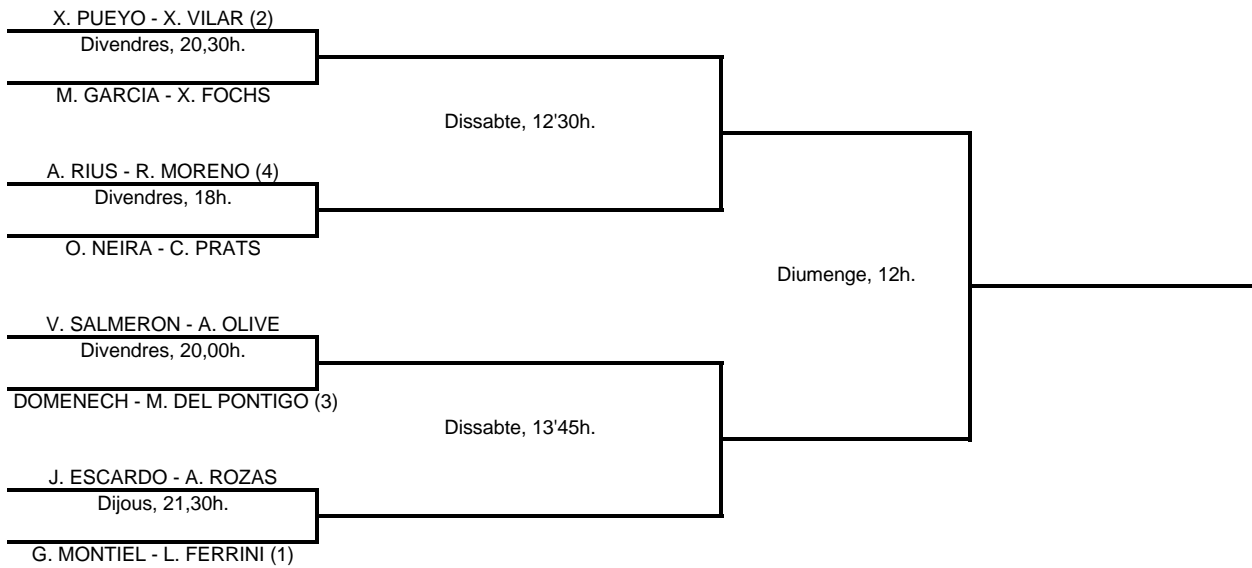 X. PUEYO - X. VILAR (2)
Divendres, 20,30h.
M. GARCIA - X. FOCHS
Dissabte, 12'30h.
A. RIUS - R. MORENO (4)
Divendres, 18h.
O. NEIRA - C. PRATS
Diumenge, 12h.
V. SALMERON - A. OLIVE
Divendres, 20,00h.
DOMENECH - M. DEL PONTIGO (3)
Dissabte, 13'45h.
J. ESCARDO - A. ROZAS
Dijous, 21,30h.
G. MONTIEL - L. FERRINI (1)